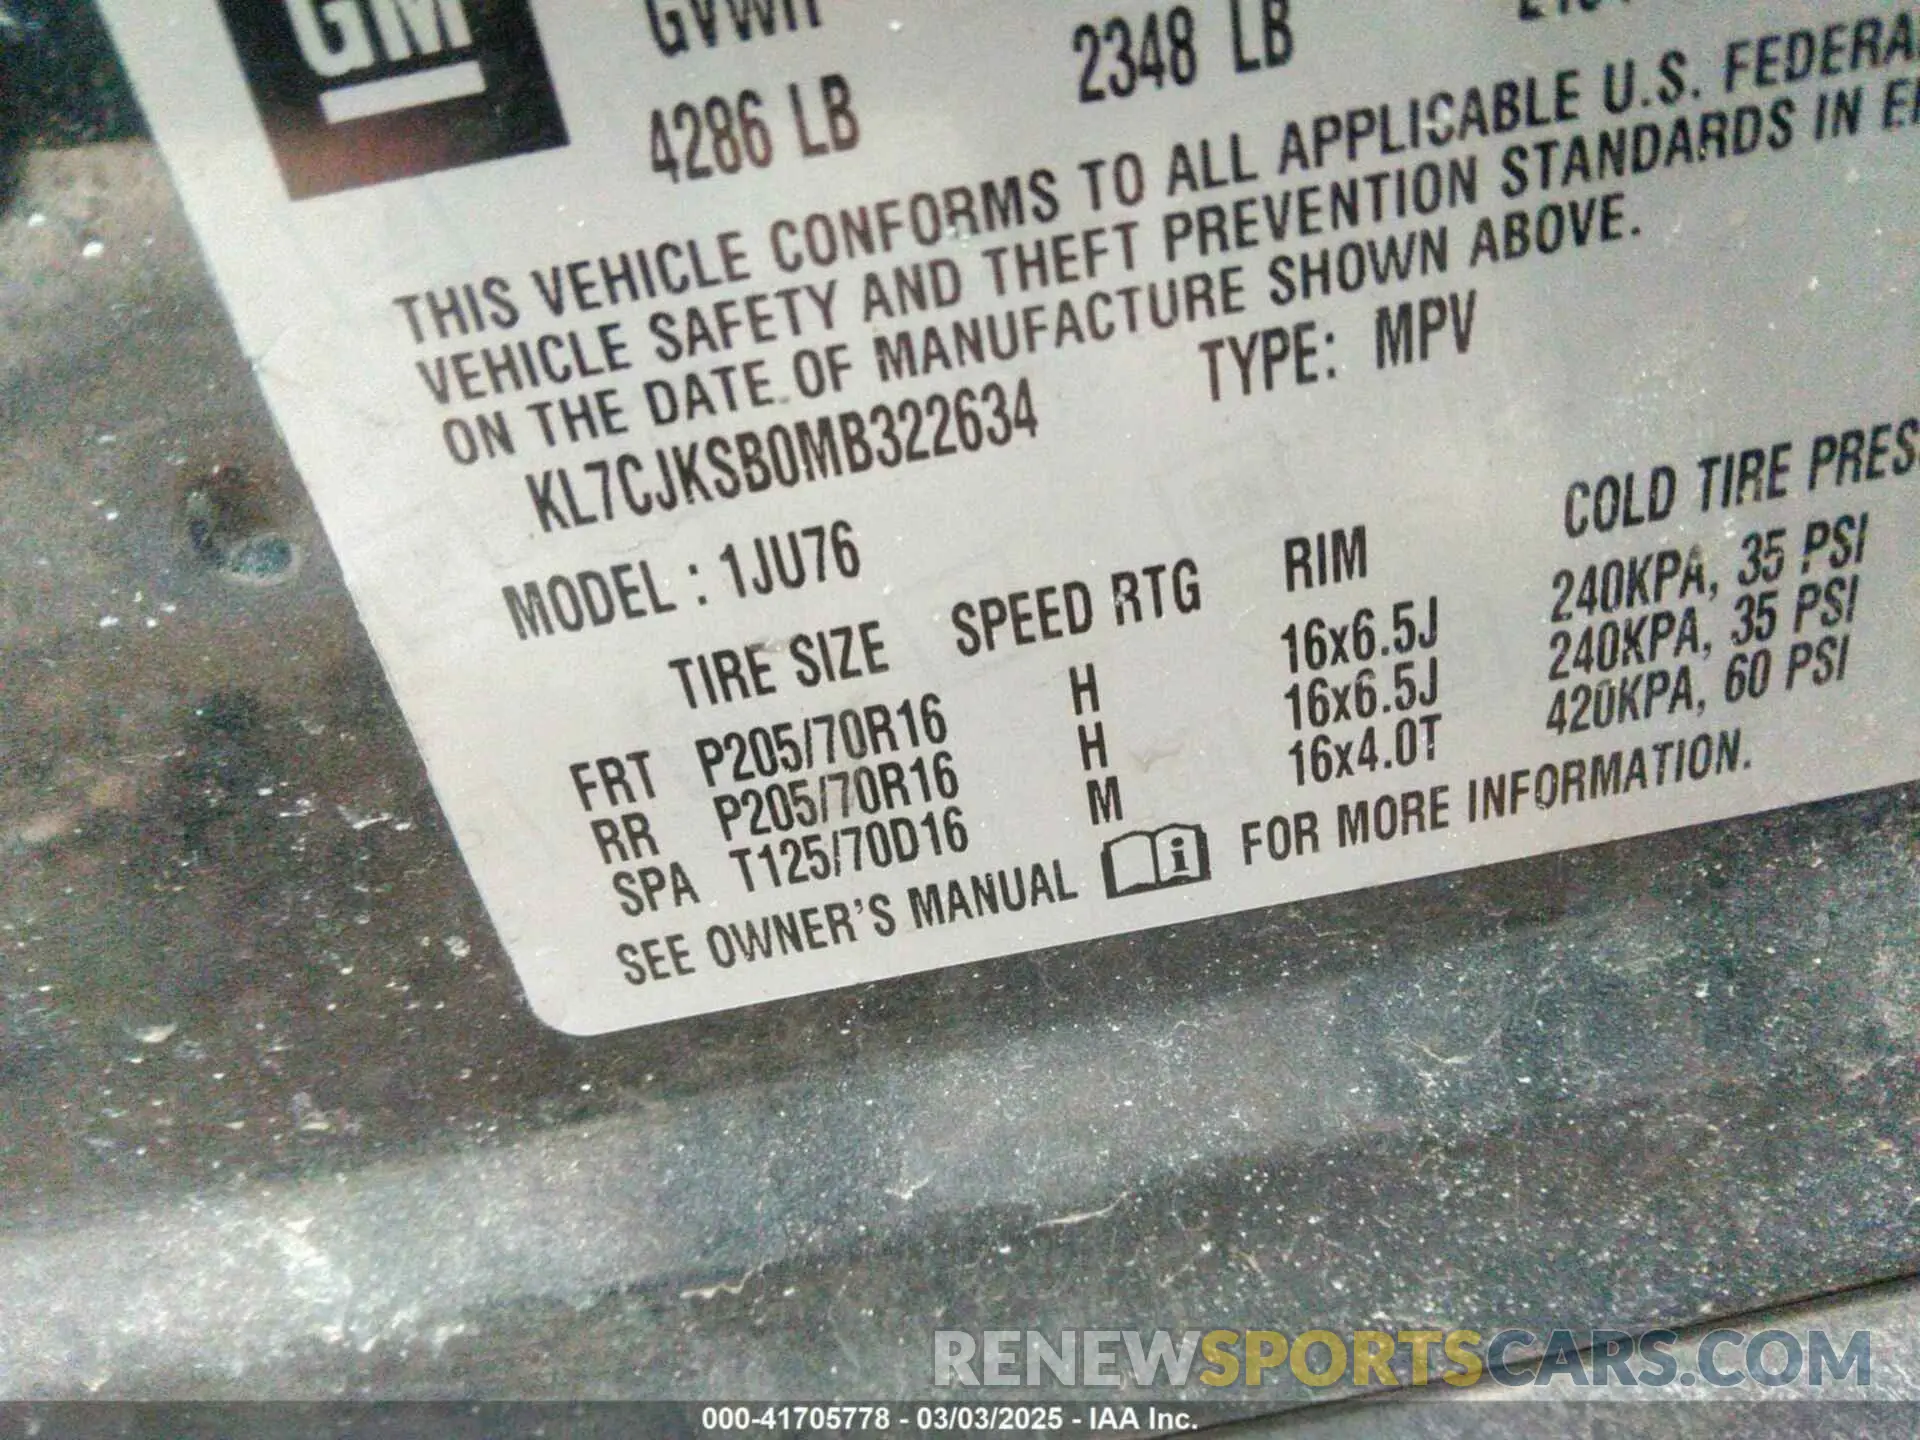 GM
GVWR
4286 LB
2348 LB
THIS VEHICLE CONFORMS TO ALL APPLICABLE U.S. FEDERA
VEHICLE SAFETY AND THEFT PREVENTION STANDARDS IN E
ON THE DATE OF MANUFACTURE SHOWN ABOVE.
KL7CJKSB0MB322634 TYPE: MPV
MODEL : 1JU76
TIRE SIZE SPEED RTG RIM COLD TIRE PRES
FRT P205/70R16 H 16x6.5J 240KPA, 35 PSI
RR P205/70R16 H 16x6.5J 240KPA, 35 PSI
SPA T125/70D16 M 16x4.0T 420KPA, 60 PSI
SEE OWNER'S MANUAL FOR MORE INFORMATION.
RENEWSPORTSCARS.COM
000-41705778 - 03/03/2025 - IAA Inc.